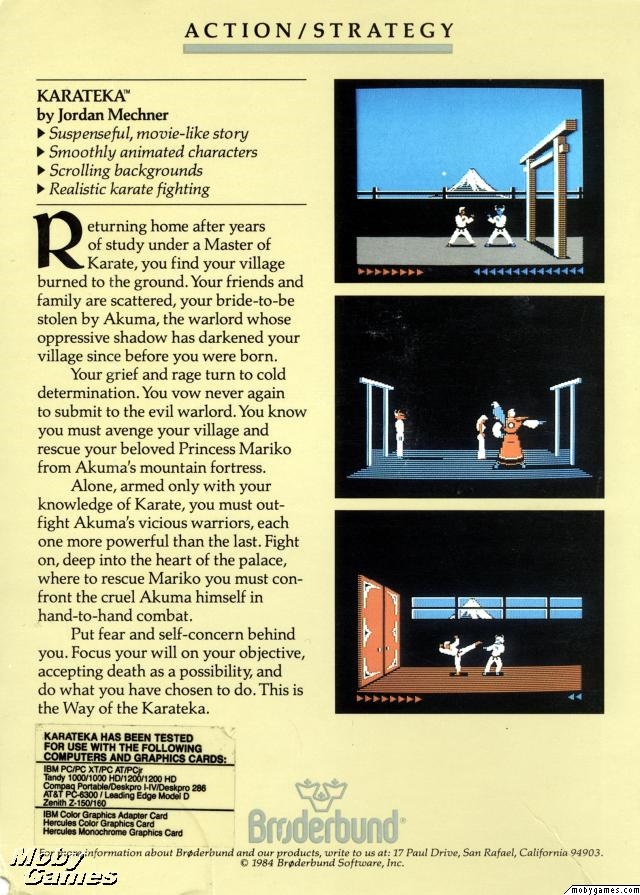 ACTION/STRATEGY
KARATEKA™
by Jordan Mechner
Suspenseful, movie-like story
Smoothly animated characters
Scrolling backgrounds
Realistic karate fighting
Returning home after years
of study under a Master of
Karate, you find your village
burned to the ground. Your friends and
family are scattered, your bride-to-be
stolen by Akuma, the warlord whose
oppressive shadow has darkened your
village since before you were born.
Your grief and rage turn to cold
determination. You vow never again
to submit to the evil warlord. You know
you must avenge your village and
rescue your beloved Princess Mariko
from Akuma's mountain fortress.
Alone, armed only with your
knowledge of Karate, you must out-
fight Akuma's vicious warriors, each
one more powerful than the last. Fight
on, deep into the heart of the palace,
where to rescue Mariko you must con-
front the cruel Akuma himself in
hand-to-hand combat.
Put fear and self-concern behind
you. Focus your will on your objective,
accepting death as a possibility, and
do what you have chosen to do. This is
the Way of the Karateka.
KARATEKA HAS BEEN TESTED
FOR USE WITH THE FOLLOWING
COMPUTERS AND GRAPHICS CARDS:
IBM PC/PC XT/PC AT/PCjr
Tandy 1000/1000 HD/1200/1200 HD
Compaq Portable/Deskpro I-IV/Deskpro 286
AT&T PC-6300 / Leading Edge Model D
Zenith Z-150/160
IBM Color Graphics Adapter Card
Hercules Color Graphics Card
Hercules Monochrome Graphics Card
Brøderbund®
For more information about Brøderbund and our products, write to us at: 17 Paul Drive, San Rafael, California 94903.
© 1984 Brøderbund Software, Inc.
Moby
Games
mobygames.com